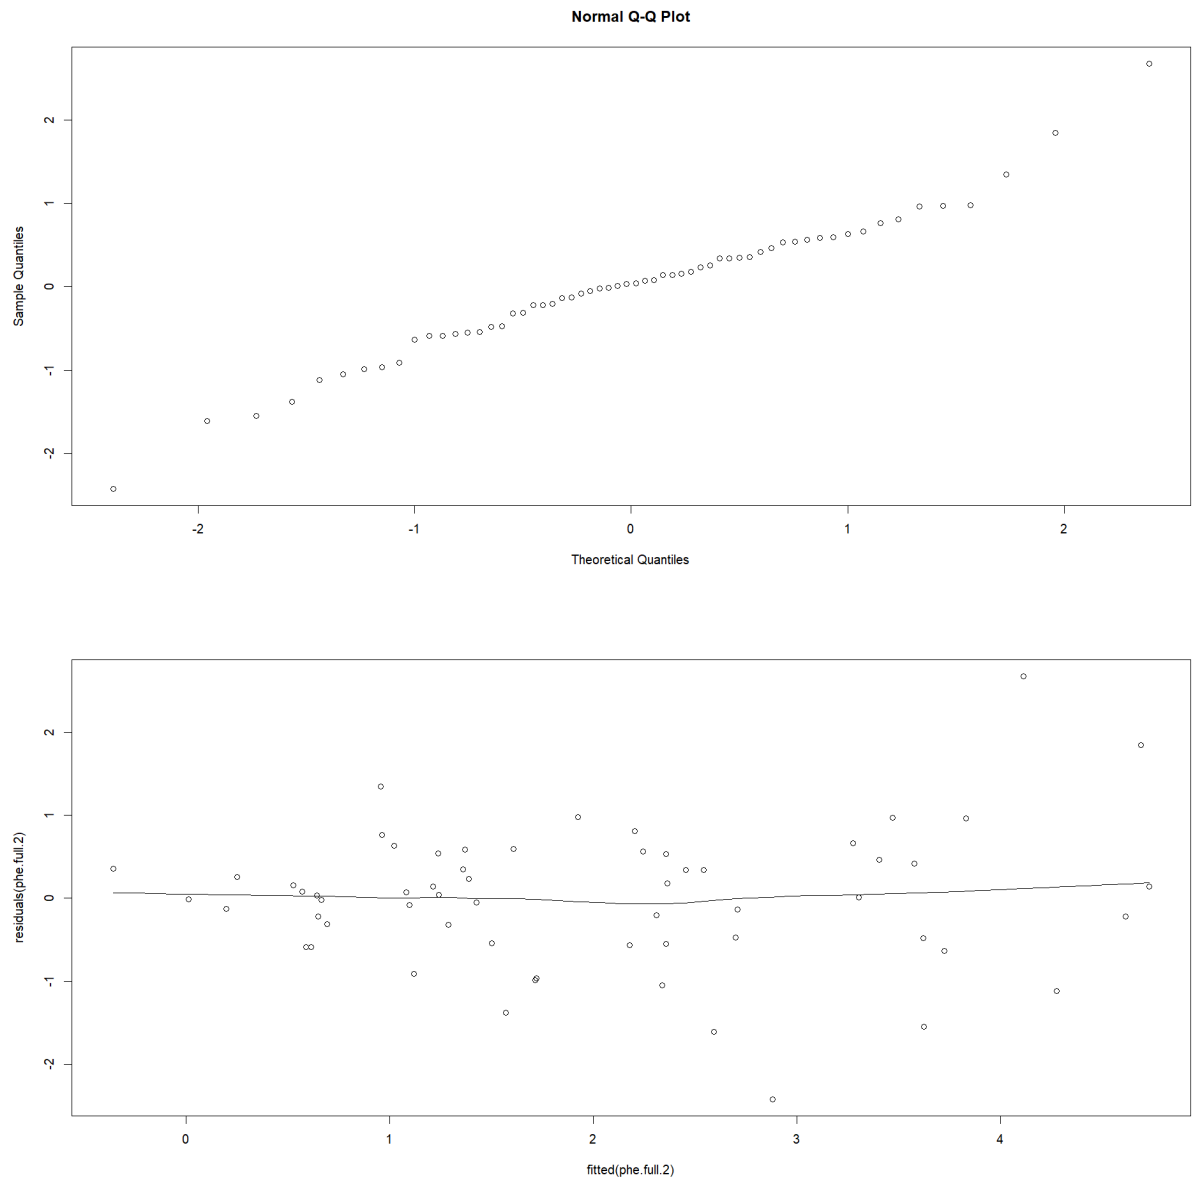 Normal Q-Q Plot
Sample Quantiles
2
1
0
-1
-2
-2 -1 0 1 2
Theoretical Quantiles
residuals(phe.full.2)
2
1
0
-1
-2
0 1 2 3 4
fitted(phe.full.2)